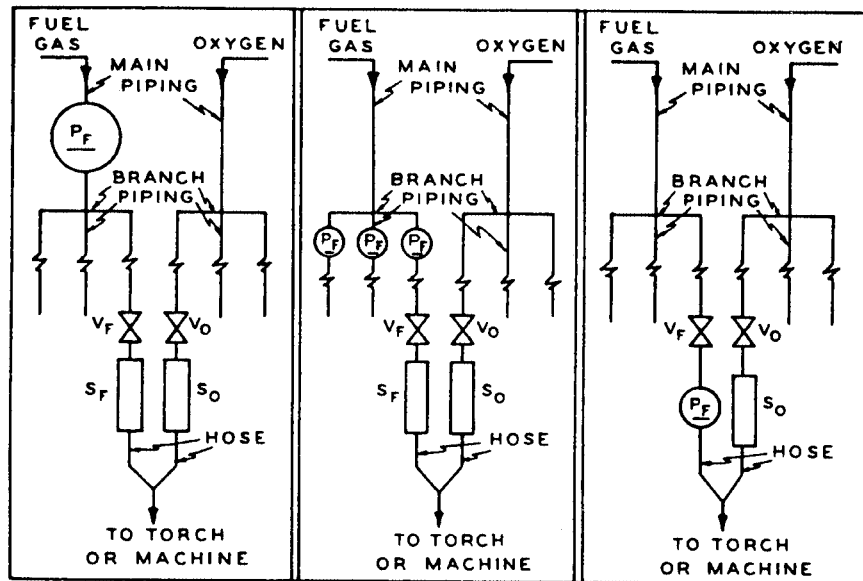 FUEL
GAS
OXYGEN
MAIN
PIPING
PF
BRANCH
PIPING
VF
VO
SF
SO
HOSE
TO TORCH
OR MACHINE
FUEL
GAS
OXYGEN
MAIN
PIPING
BRANCH
PIPING
PF
PF
PF
VF
VO
SF
SO
HOSE
TO TORCH
OR MACHINE
FUEL
GAS
OXYGEN
MAIN
PIPING
BRANCH
PIPING
VF
VO
PF
SO
HOSE
TO TORCH
OR MACHINE